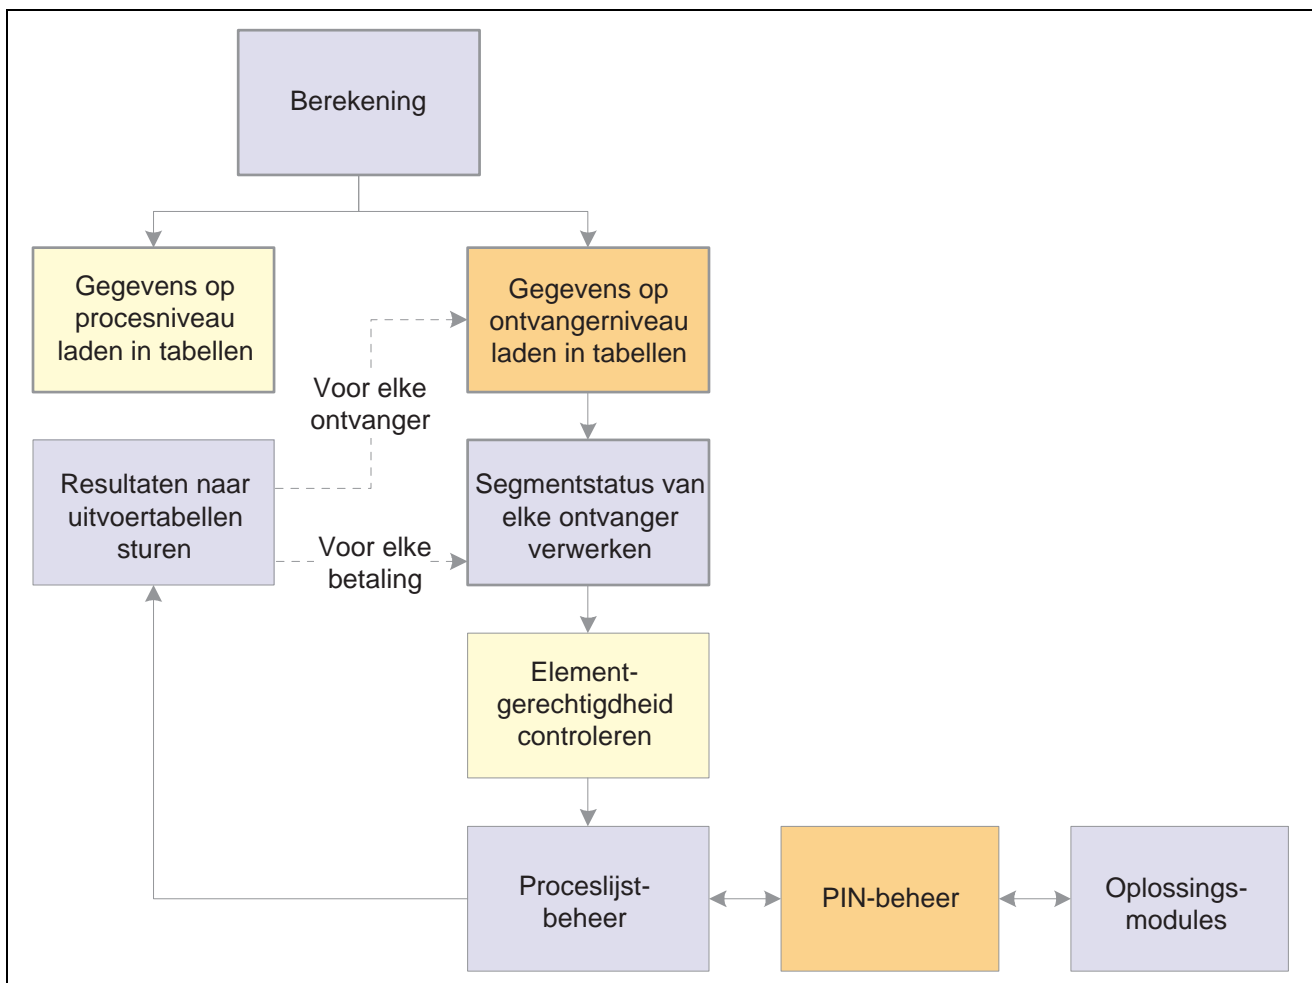 Berekening
Gegevens op
procesniveau
laden in tabellen
Gegevens op
ontvangerniveau
laden in tabellen
Voor elke
ontvanger
Resultaten naar
uitvoertabellen
sturen
Segmentstatus van
elke ontvanger
verwerken
Voor elke
betaling
Element-
gerechtigdheid
controleren
Proceslijst-
beheer
PIN-beheer
Oplossings-
modules